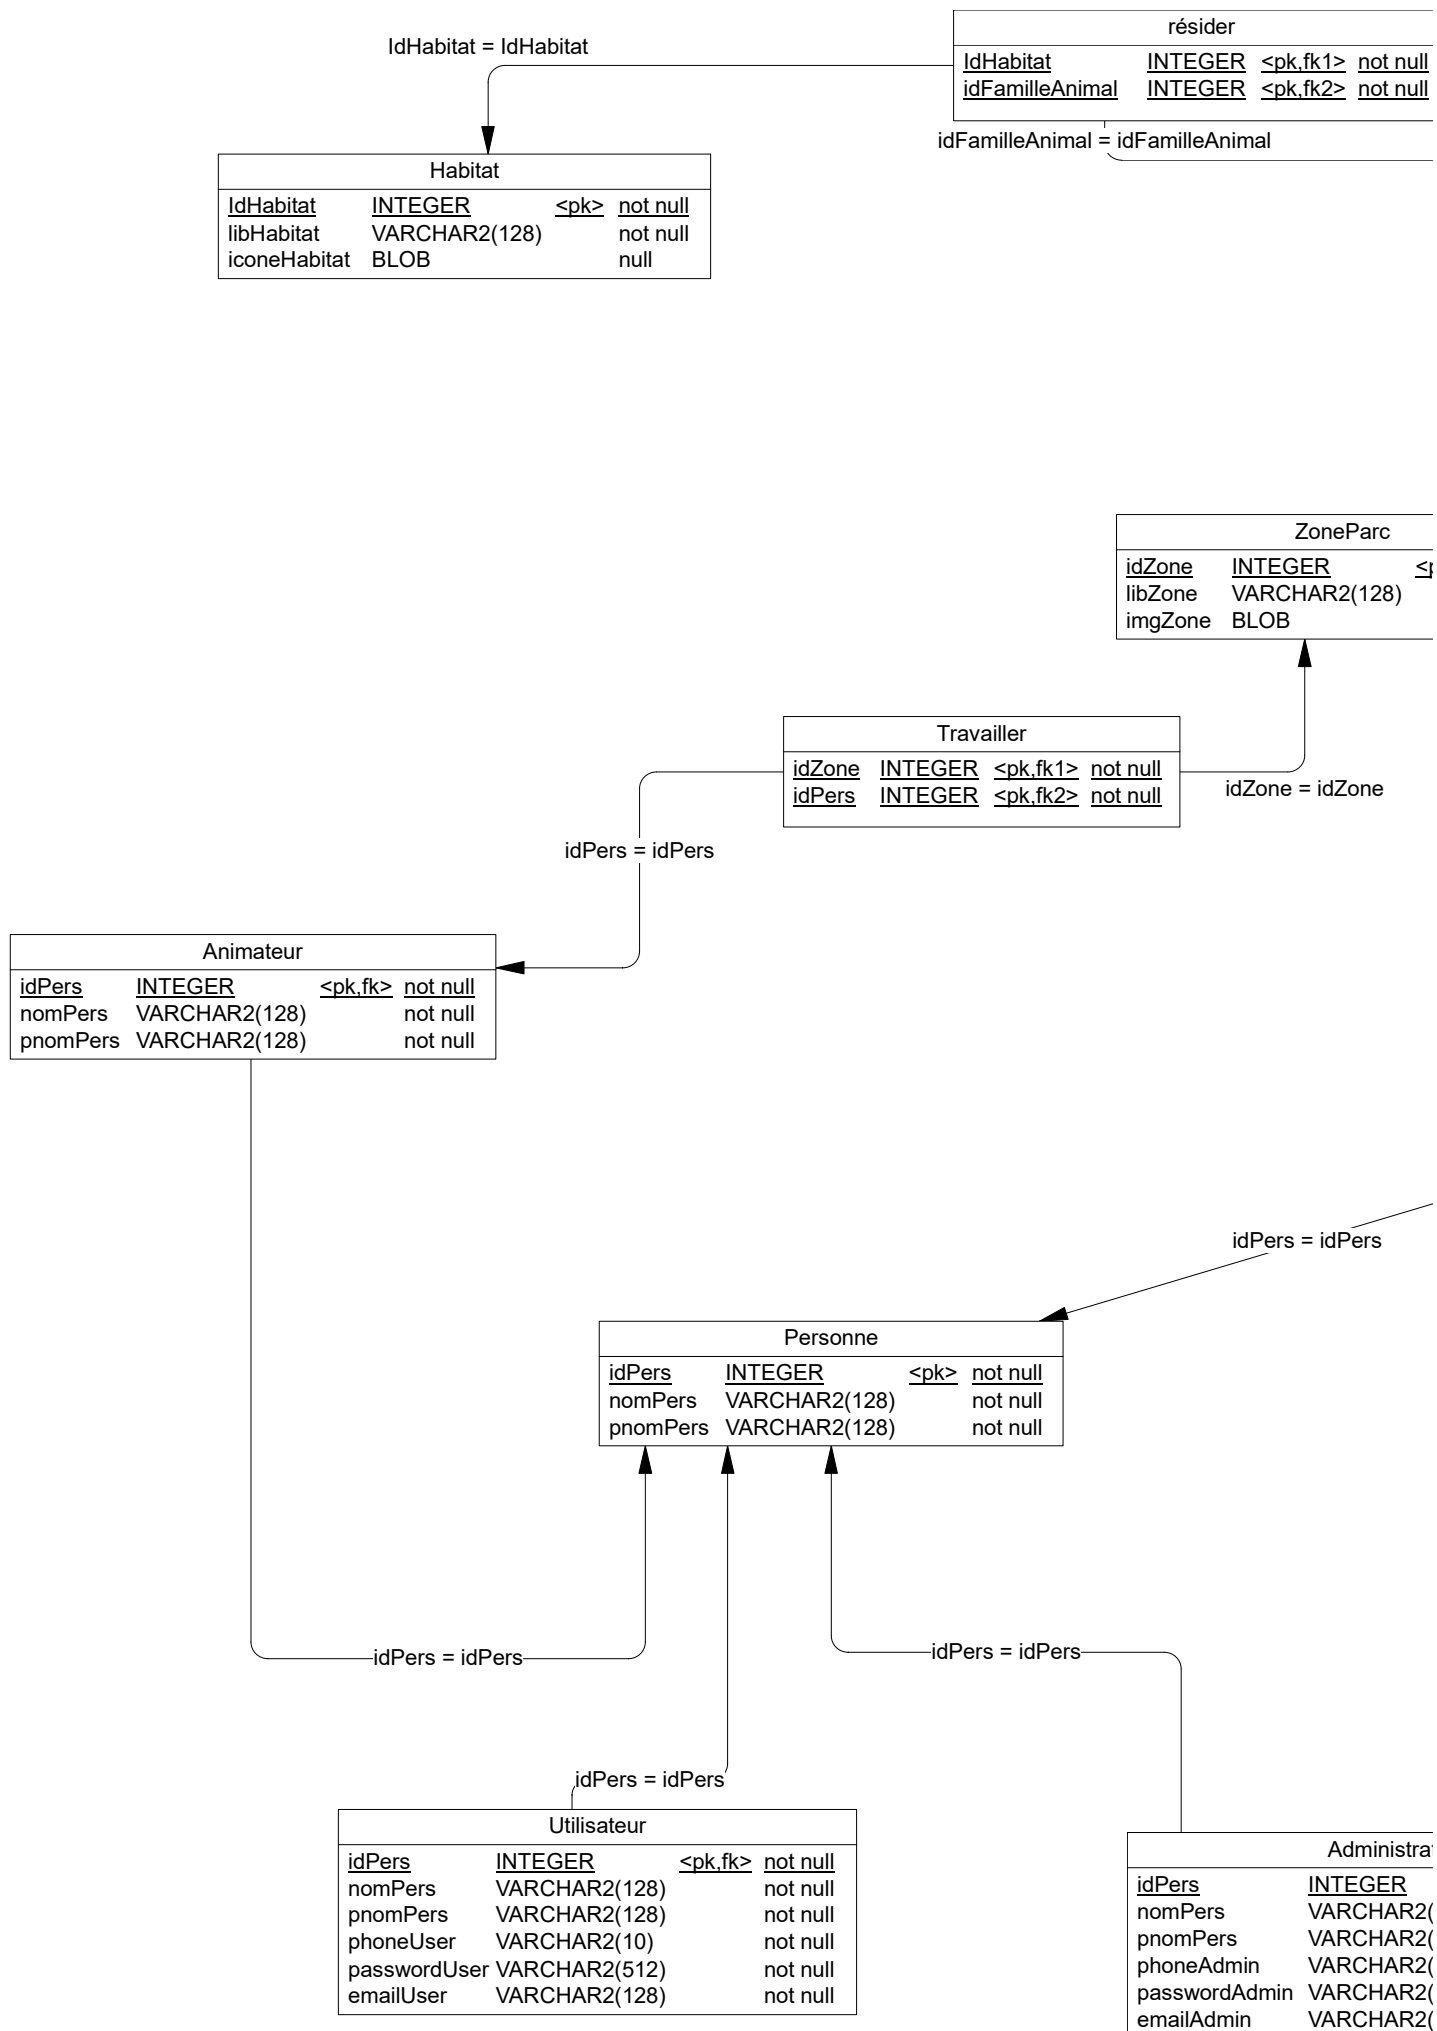 résider
IdHabitat INTEGER <pk,fk1> not null
idFamilleAnimal INTEGER <pk,fk2> not null
IdHabitat = IdHabitat
idFamilleAnimal = idFamilleAnimal
Habitat
IdHabitat INTEGER <pk> not null
libHabitat VARCHAR2(128) not null
iconeHabitat BLOB null
ZoneParc
idZone INTEGER
libZone VARCHAR2(128)
imgZone BLOB
Travailler
idZone INTEGER <pk,fk1> not null
idPers INTEGER <pk,fk2> not null
idZone = idZone
idPers = idPers
Animateur
idPers INTEGER <pk,fk> not null
nomPers VARCHAR2(128) not null
pnomPers VARCHAR2(128) not null
idPers = idPers
Personne
idPers INTEGER <pk> not null
nomPers VARCHAR2(128) not null
pnomPers VARCHAR2(128) not null
idPers = idPers
idPers = idPers
idPers = idPers
Utilisateur
idPers INTEGER <pk,fk> not null
nomPers VARCHAR2(128) not null
pnomPers VARCHAR2(128) not null
phoneUser VARCHAR2(10) not null
passwordUser VARCHAR2(512) not null
emailUser VARCHAR2(128) not null
Administrat
idPers INTEGER
nomPers VARCHAR2(
pnomPers VARCHAR2(
phoneAdmin VARCHAR2(
passwordAdmin VARCHAR2(
emailAdmin VARCHAR2(